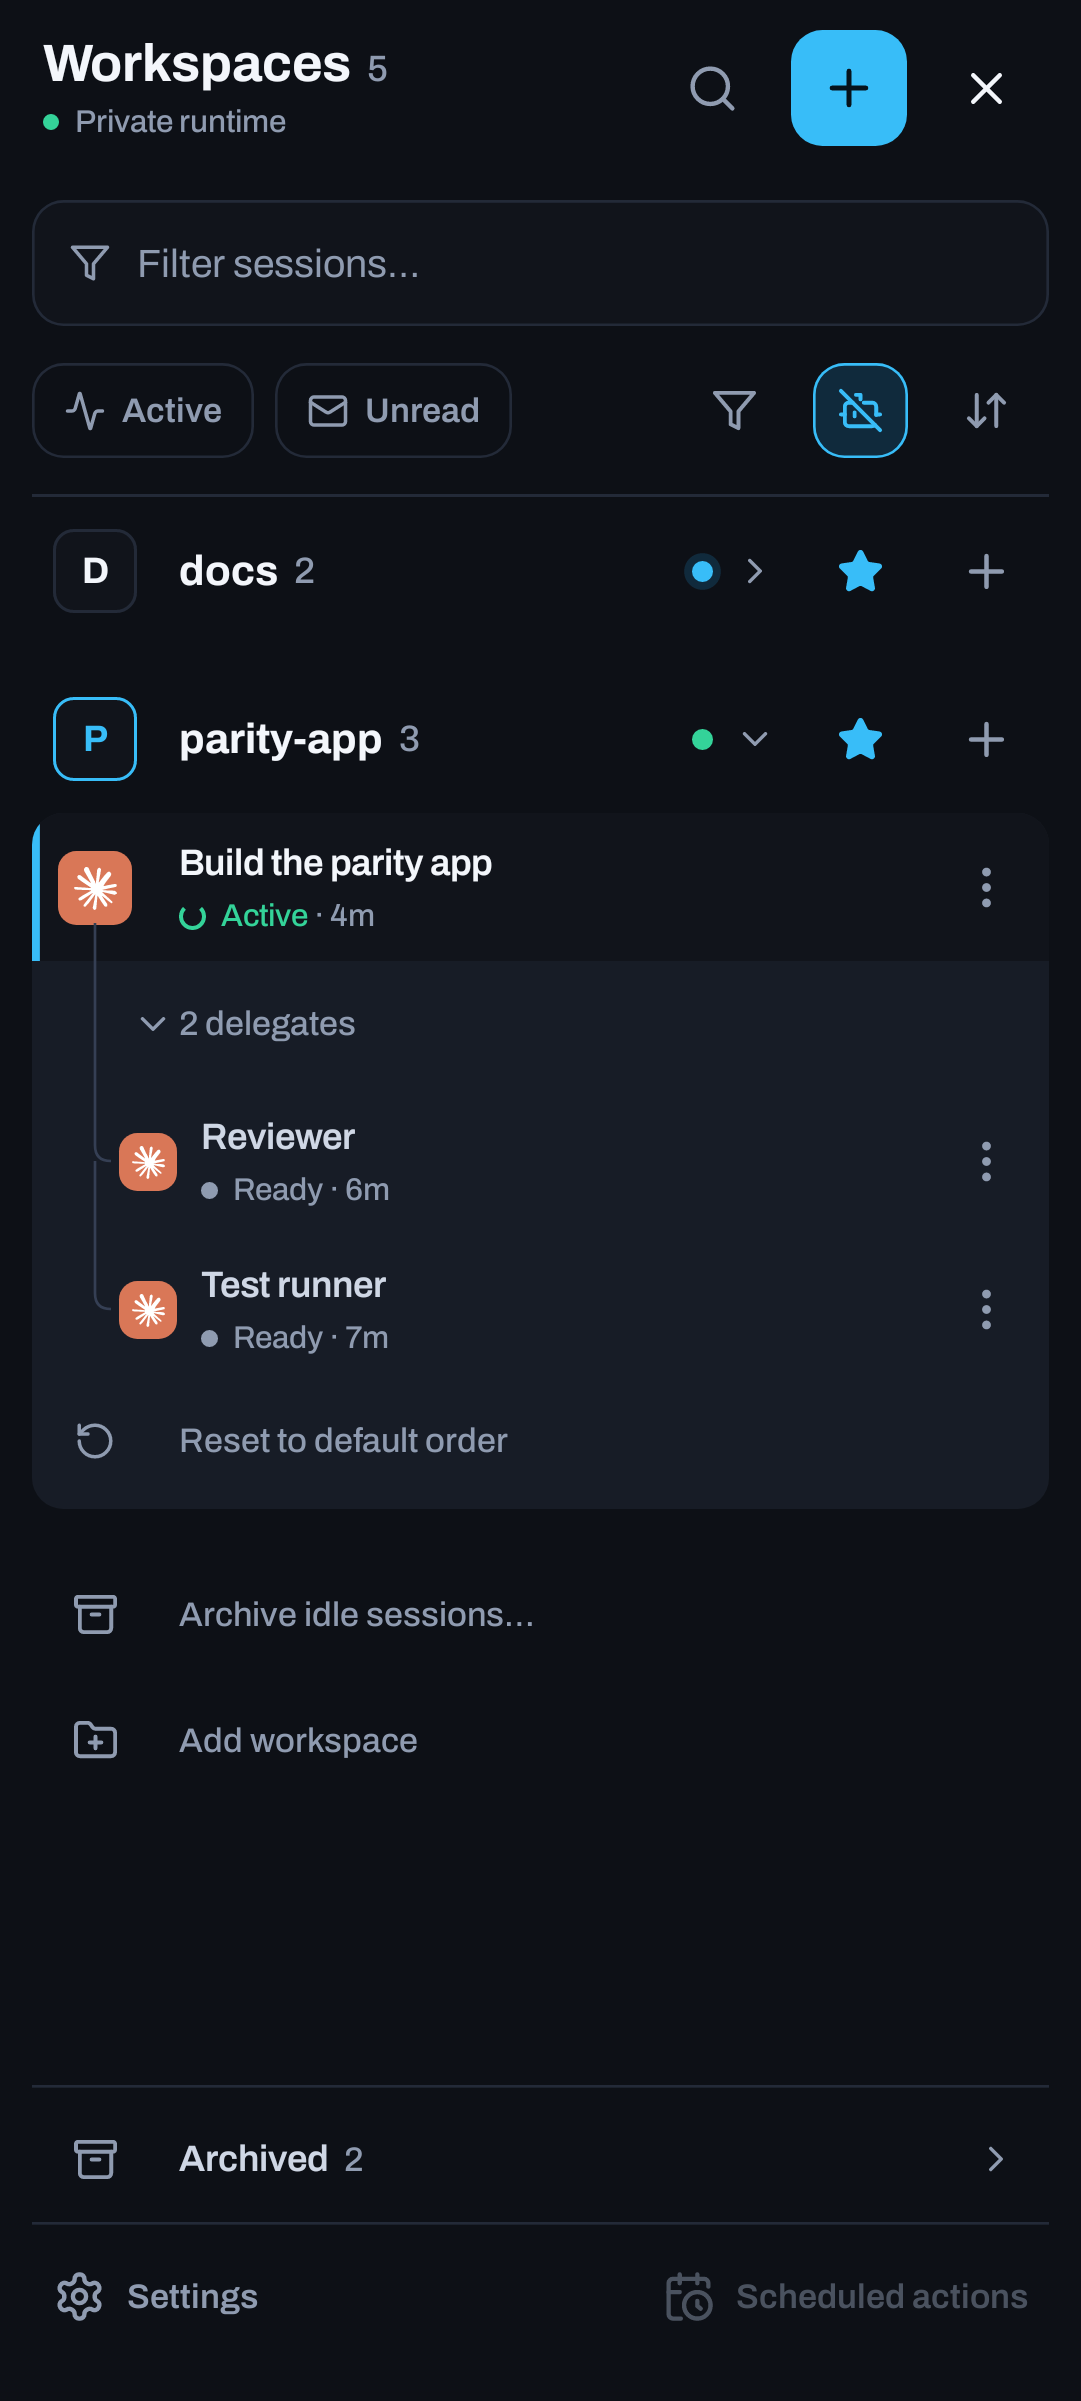 Workspaces 5
Private runtime
Filter sessions...
Active
Unread
D docs 2
P parity-app 3
Build the parity app
Active · 4m
2 delegates
Reviewer
Ready · 6m
Test runner
Ready · 7m
Reset to default order
Archive idle sessions...
Add workspace
Archived 2
Settings
Scheduled actions